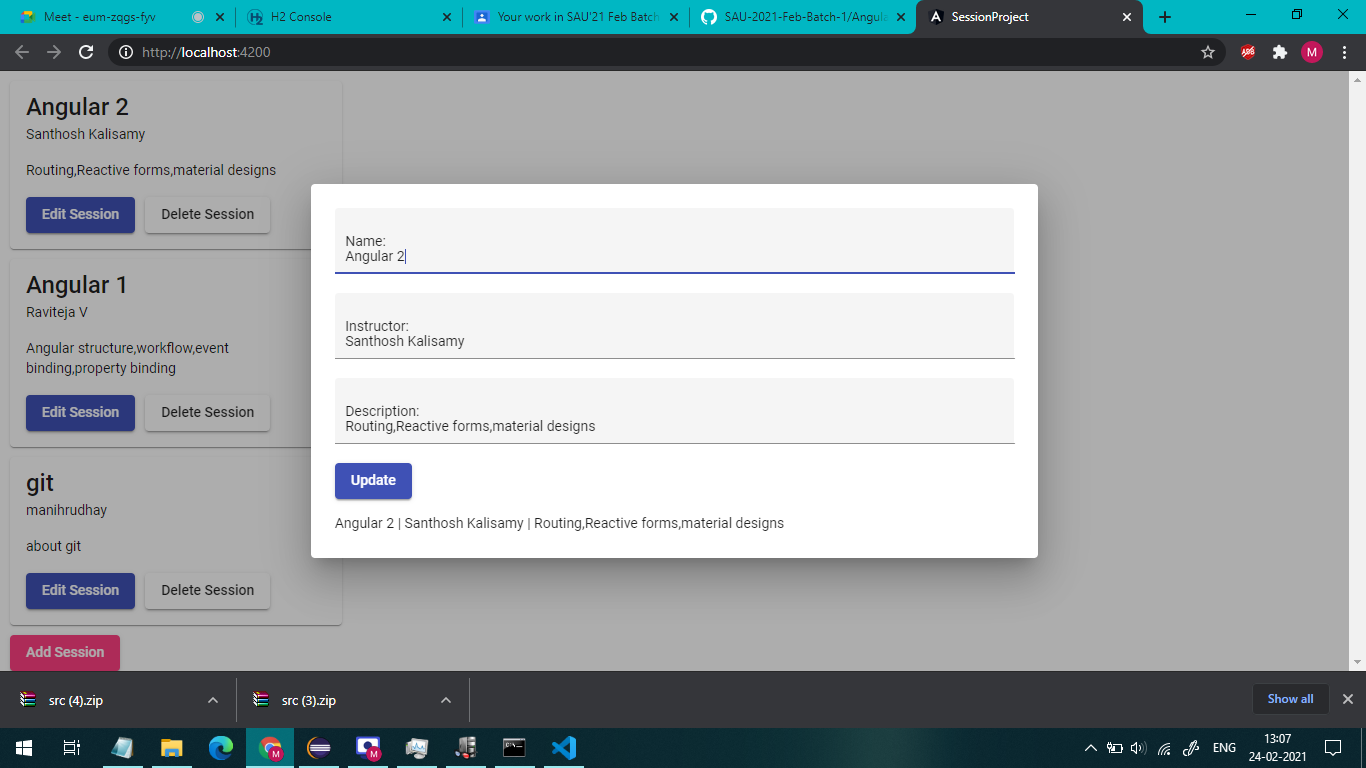 Meet - eum-zqgs-fyv
H2 Console
Your work in SAU'21 Feb Batch
SAU-2021-Feb-Batch-1/Angula
SessionProject
http://localhost:4200
M
Angular 2
Santhosh Kalisamy
Routing,Reactive forms,material designs
Edit Session
Delete Session
Angular 1
Raviteja V
Angular structure,workflow,event
binding,property binding
Edit Session
Delete Session
git
manihrudhay
about git
Edit Session
Delete Session
Add Session
Name:
Angular 2
Instructor:
Santhosh Kalisamy
Description:
Routing,Reactive forms,material designs
Update
Angular 2 | Santhosh Kalisamy | Routing,Reactive forms,material designs
src (4).zip
src (3).zip
Show all
ENG
13:07
24-02-2021